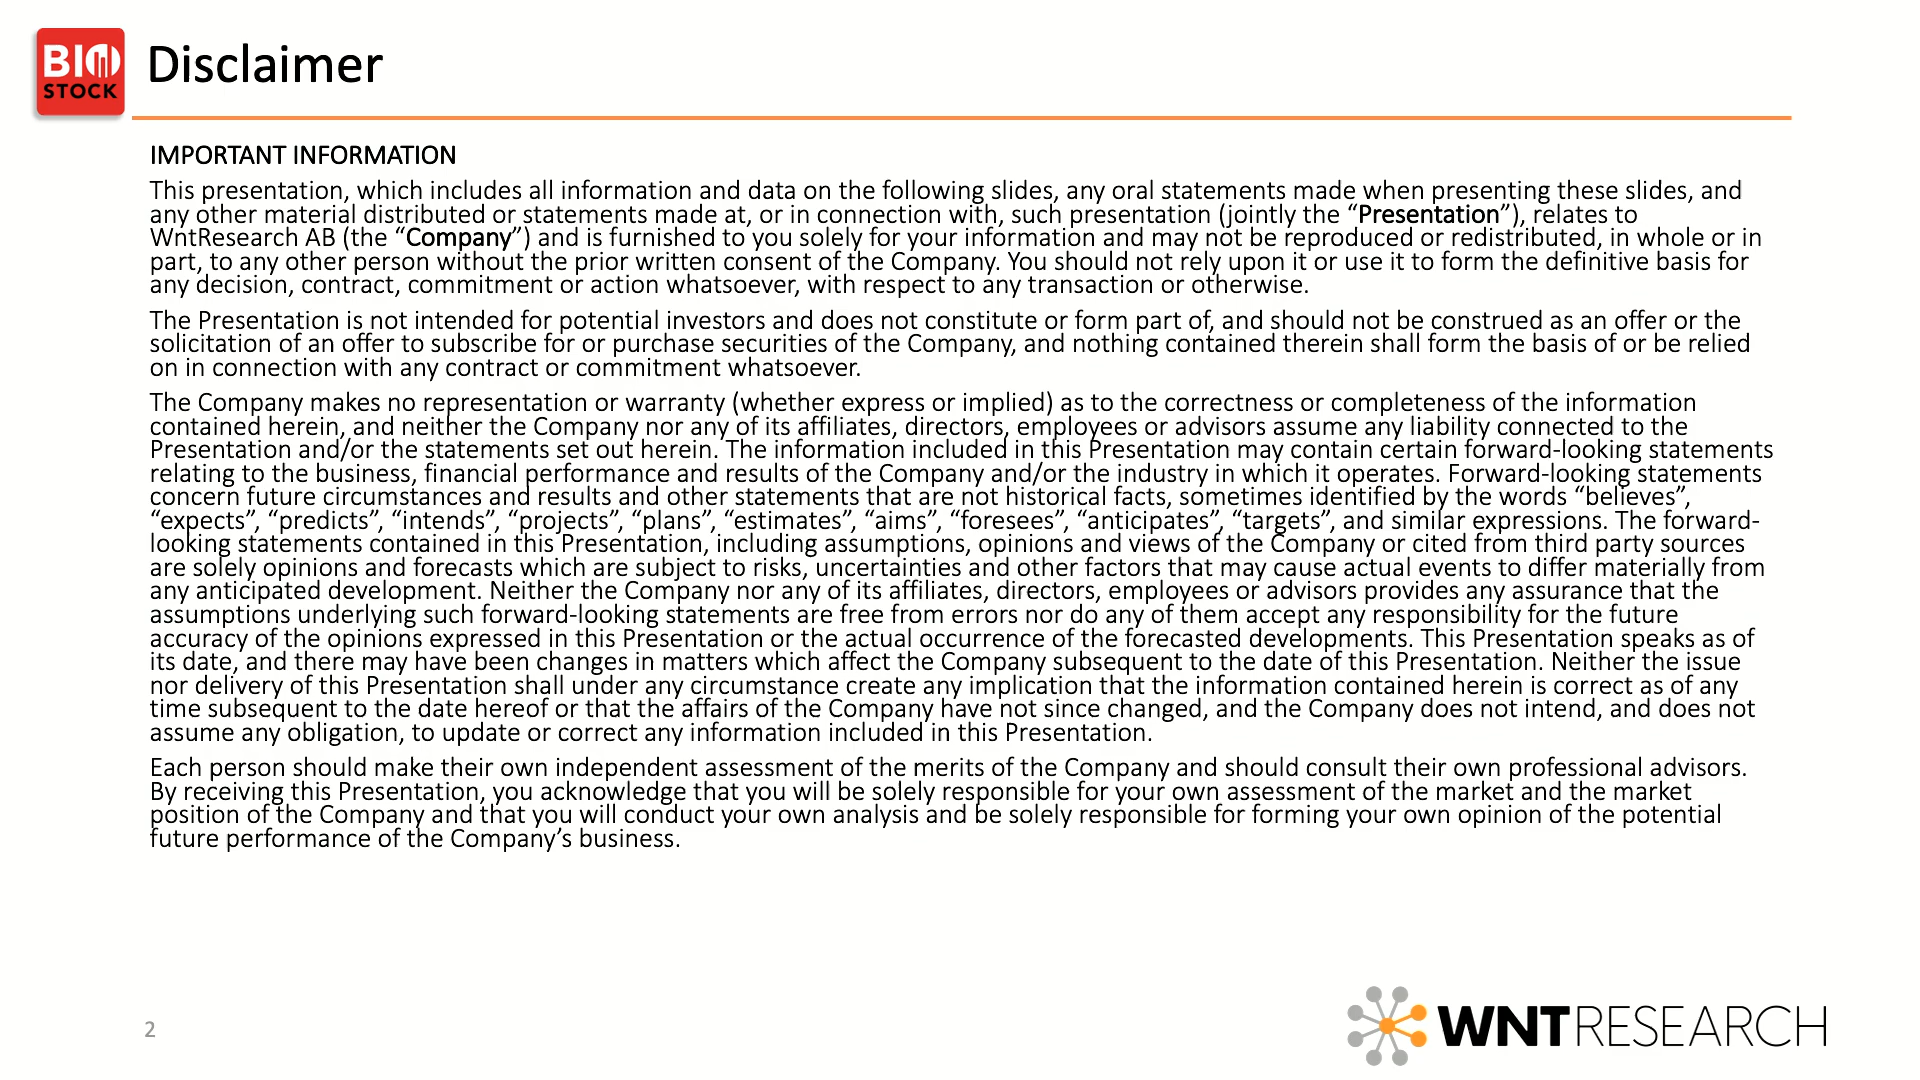 BIO
STOCK
Disclaimer
IMPORTANT INFORMATION
This presentation, which includes all information and data on the following slides, any oral statements made when presenting these slides, and
any other material distributed or statements made at, or in connection with, such presentation (jointly the “Presentation”), relates to
WntResearch AB (the “Company”) and is furnished to you solely for your information and may not be reproduced or redistributed, in whole or in
part, to any other person without the prior written consent of the Company. You should not rely upon it or use it to form the definitive basis for
any decision, contract, commitment or action whatsoever, with respect to any transaction or otherwise.
The Presentation is not intended for potential investors and does not constitute or form part of, and should not be construed as an offer or the
solicitation of an offer to subscribe for or purchase securities of the Company, and nothing contained therein shall form the basis of or be relied
on in connection with any contract or commitment whatsoever.
The Company makes no representation or warranty (whether express or implied) as to the correctness or completeness of the information
contained herein, and neither the Company nor any of its affiliates, directors, employees or advisors assume any liability connected to the
Presentation and/or the statements set out herein. The information included in this Presentation may contain certain forward-looking statements
relating to the business, financial performance and results of the Company and/or the industry in which it operates. Forward-looking statements
concern future circumstances and results and other statements that are not historical facts, sometimes identified by the words “believes”,
“expects”, “predicts”, “intends”, “projects”, “plans”, “estimates”, “aims”, “foresees”, “anticipates”, “targets”, and similar expressions. The forward-
looking statements contained in this Presentation, including assumptions, opinions and views of the Company or cited from third party sources
are solely opinions and forecasts which are subject to risks, uncertainties and other factors that may cause actual events to differ materially from
any anticipated development. Neither the Company nor any of its affiliates, directors, employees or advisors provides any assurance that the
assumptions underlying such forward-looking statements are free from errors nor do any of them accept any responsibility for the future
accuracy of the opinions expressed in this Presentation or the actual occurrence of the forecasted developments. This Presentation speaks as of
its date, and there may have been changes in matters which affect the Company subsequent to the date of this Presentation. Neither the issue
nor delivery of this Presentation shall under any circumstance create any implication that the information contained herein is correct as of any
time subsequent to the date hereof or that the affairs of the Company have not since changed, and the Company does not intend, and does not
assume any obligation, to update or correct any information included in this Presentation.
Each person should make their own independent assessment of the merits of the Company and should consult their own professional advisors.
By receiving this Presentation, you acknowledge that you will be solely responsible for your own assessment of the market and the market
position of the Company and that you will conduct your own analysis and be solely responsible for forming your own opinion of the potential
future performance of the Company’s business.
2
WNTRESEARCH